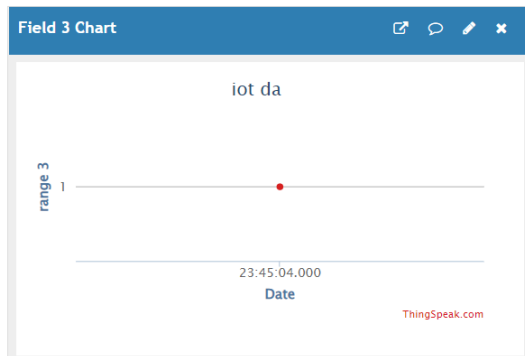 Field 3 Chart
iot da
range 3
1
23:45:04.000
Date
ThingSpeak.com